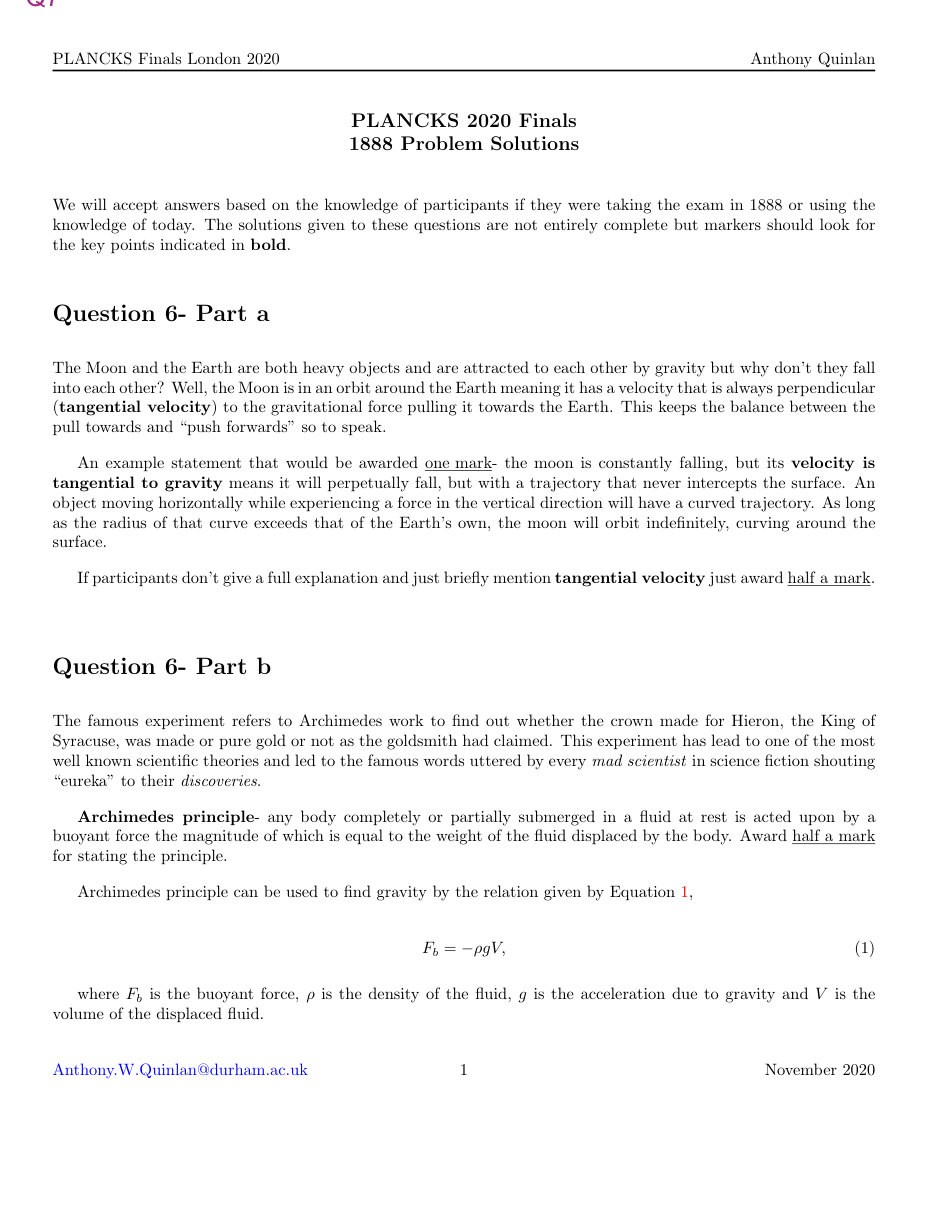 Q7
PLANCKS Finals London 2020 Anthony Quinlan
PLANCKS 2020 Finals
1888 Problem Solutions
We will accept answers based on the knowledge of participants if they were taking the exam in 1888 or using the
knowledge of today. The solutions given to these questions are not entirely complete but markers should look for
the key points indicated in bold.
Question 6- Part a
The Moon and the Earth are both heavy objects and are attracted to each other by gravity but why don't they fall
into each other? Well, the Moon is in an orbit around the Earth meaning it has a velocity that is always perpendicular
(tangential velocity) to the gravitational force pulling it towards the Earth. This keeps the balance between the
pull towards and “push forwards” so to speak.
An example statement that would be awarded one mark- the moon is constantly falling, but its velocity is
tangential to gravity means it will perpetually fall, but with a trajectory that never intercepts the surface. An
object moving horizontally while experiencing a force in the vertical direction will have a curved trajectory. As long
as the radius of that curve exceeds that of the Earth's own, the moon will orbit indefinitely, curving around the
surface.
If participants don't give a full explanation and just briefly mention tangential velocity just award half a mark.
Question 6- Part b
The famous experiment refers to Archimedes work to find out whether the crown made for Hieron, the King of
Syracuse, was made or pure gold or not as the goldsmith had claimed. This experiment has lead to one of the most
well known scientific theories and led to the famous words uttered by every mad scientist in science fiction shouting
“eureka” to their discoveries.
Archimedes principle- any body completely or partially submerged in a fluid at rest is acted upon by a
buoyant force the magnitude of which is equal to the weight of the fluid displaced by the body. Award half a mark
for stating the principle.
Archimedes principle can be used to find gravity by the relation given by Equation 1,
F_b = −ρgV, (1)
where F_b is the buoyant force, ρ is the density of the fluid, g is the acceleration due to gravity and V is the
volume of the displaced fluid.
Anthony.W.Quinlan@durham.ac.uk 1 November 2020